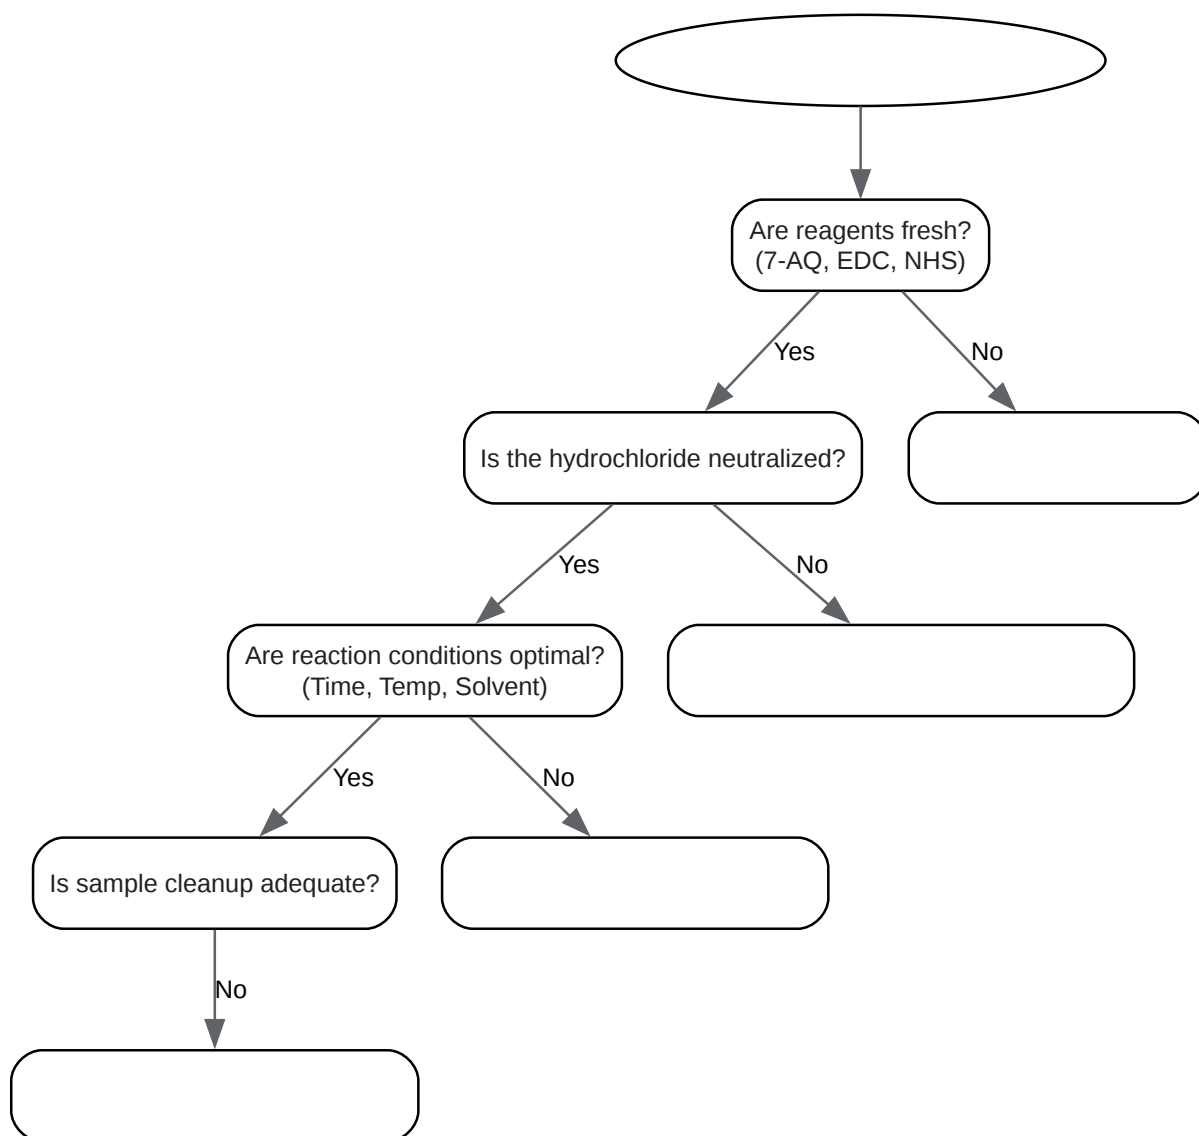 Are reagents fresh?
(7-AQ, EDC, NHS)
Yes
No
Is the hydrochloride neutralized?
Yes
No
Are reaction conditions optimal?
(Time, Temp, Solvent)
Yes
No
Is sample cleanup adequate?
No